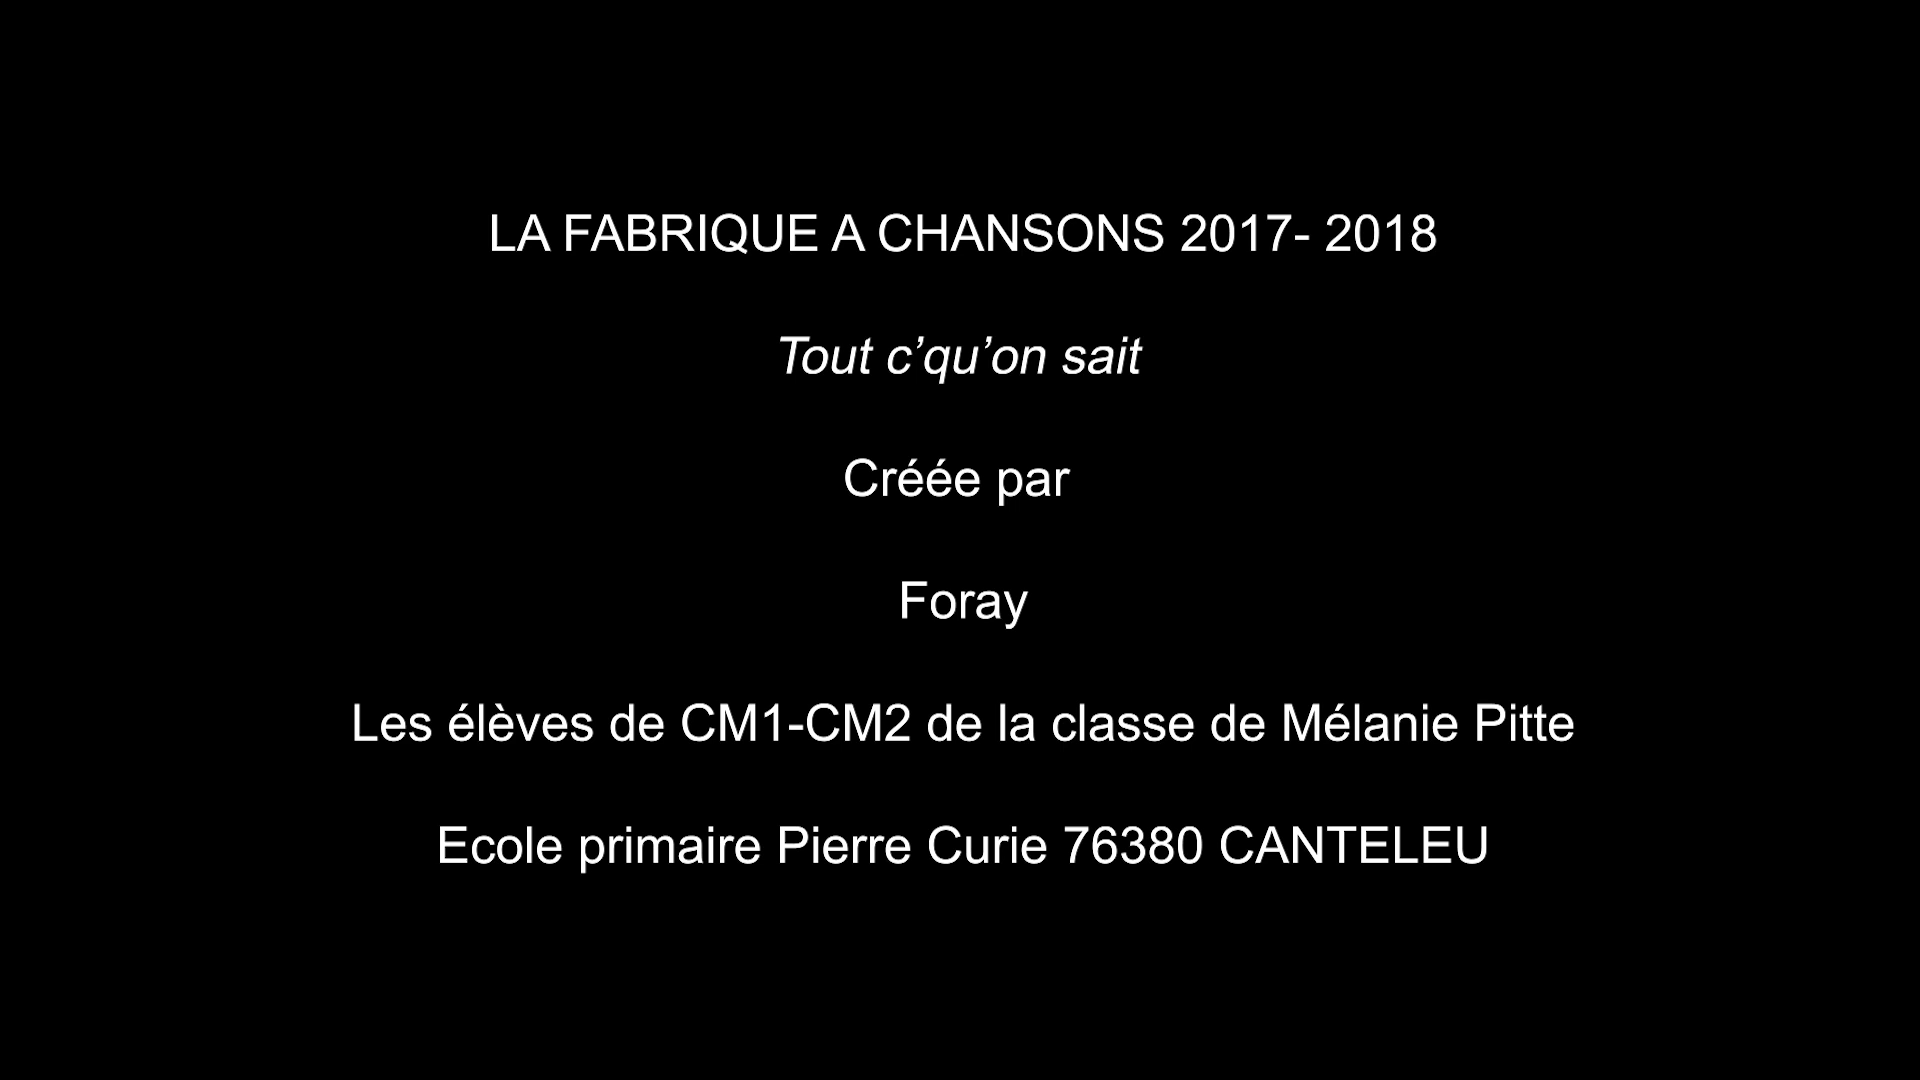 LA FABRIQUE A CHANSONS 2017- 2018
Tout c’qu’on sait
Créée par
Foray
Les élèves de CM1-CM2 de la classe de Mélanie Pitte
Ecole primaire Pierre Curie 76380 CANTELEU